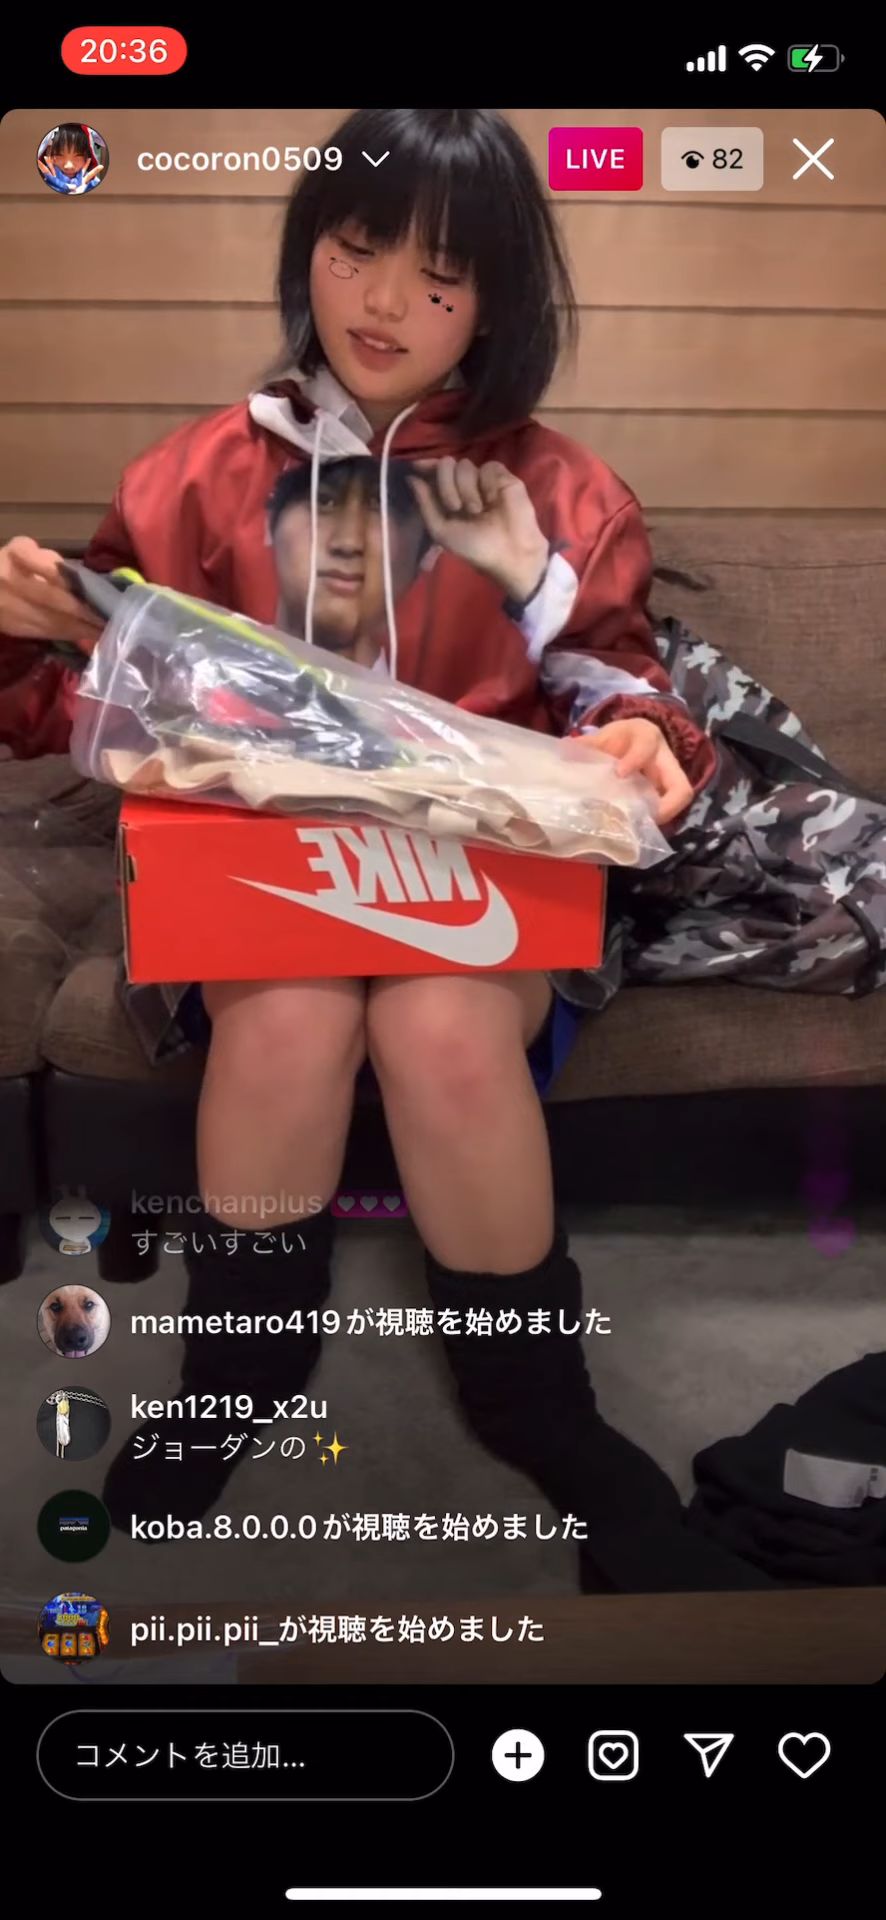 20:36
cocoron0509
LIVE
82
NIKE
kenchanplus
すごいすごい
mametaro419が視聴を始めました
ken1219_x2u
ジョーダンの✨
patagonia
koba.8.0.0.0が視聴を始めました
pii.pii.pii_が視聴を始めました
コメントを追加...